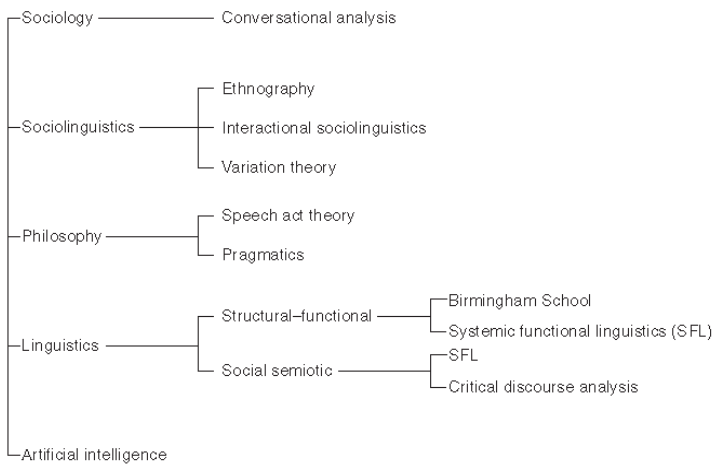 Sociology
Conversational analysis
Ethnography
Sociolinguistics
Interactional sociolinguistics
Variation theory
Speech act theory
Philosophy
Pragmatics
Birmingham School
Structural–functional
Systemic functional linguistics (SFL)
Linguistics
SFL
Social semiotic
Critical discourse analysis
Artificial intelligence